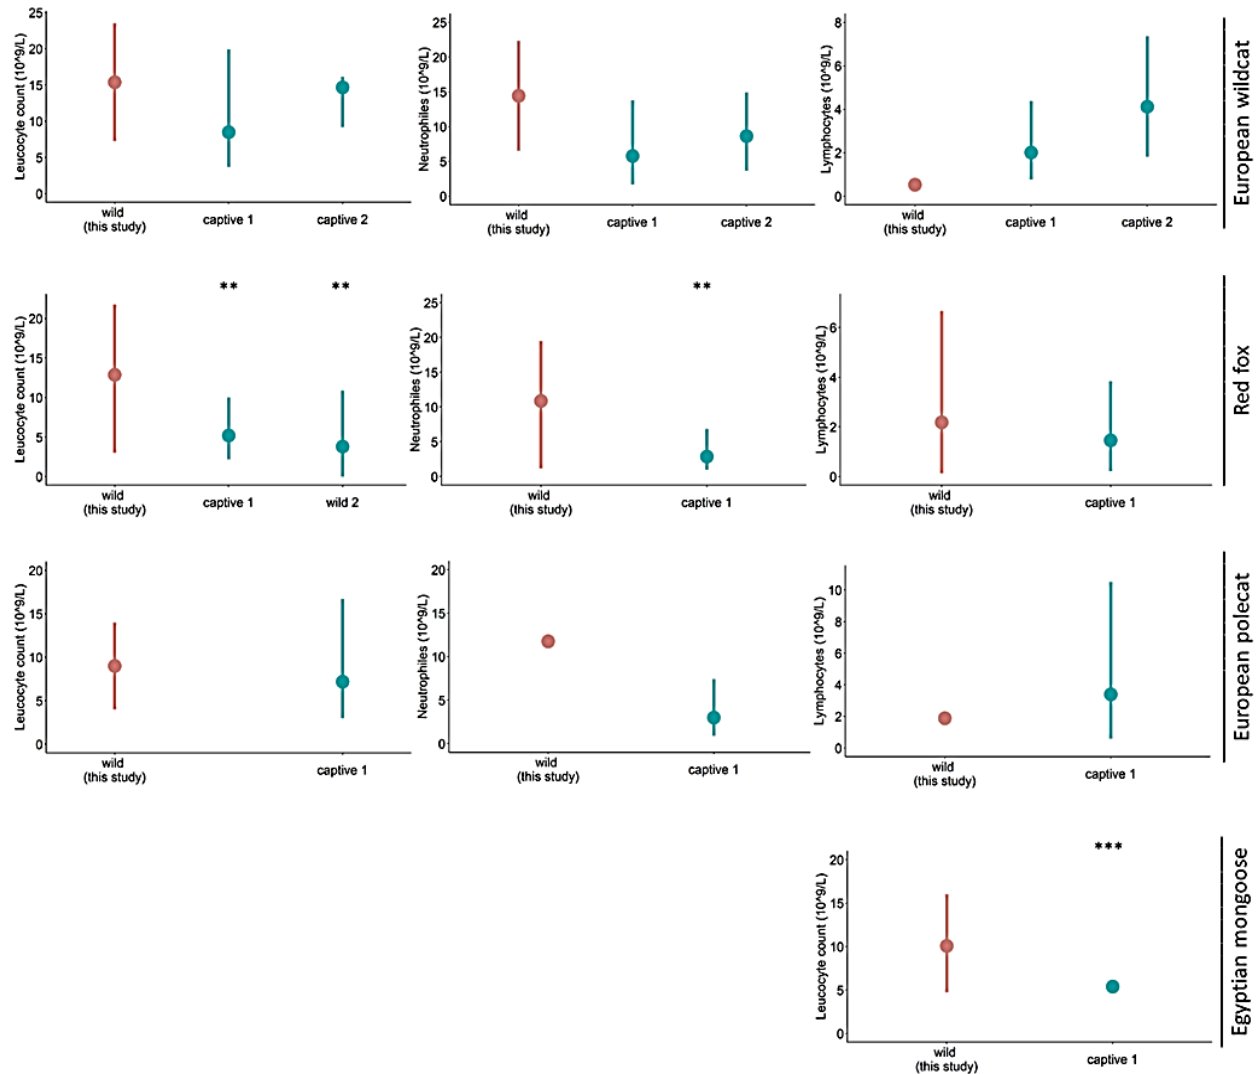 Leucocyte count (10^9/L)
25
20
15
10
5
0
wild
(this study)
captive 1
captive 2
Neutrophiles (10^9/L)
25
20
15
10
5
0
wild
(this study)
captive 1
captive 2
Lymphocytes (10^9/L)
8
6
4
2
0
wild
(this study)
captive 1
captive 2
European wildcat
Leucocyte count (10^9/L)
20
15
10
5
0
**
**
wild
(this study)
captive 1
wild 2
Neutrophiles (10^9/L)
25
20
15
10
5
0
**
wild
(this study)
captive 1
Lymphocytes (10^9/L)
6
4
2
0
wild
(this study)
captive 1
Red fox
Leucocyte count (10^9/L)
20
15
10
5
0
wild
(this study)
captive 1
Neutrophiles (10^9/L)
20
15
10
5
0
wild
(this study)
captive 1
Lymphocytes (10^9/L)
10
8
6
4
2
0
wild
(this study)
captive 1
European polecat
Leucocyte count (10^9/L)
20
15
10
5
0
***
wild
(this study)
captive 1
Egyptian mongoose